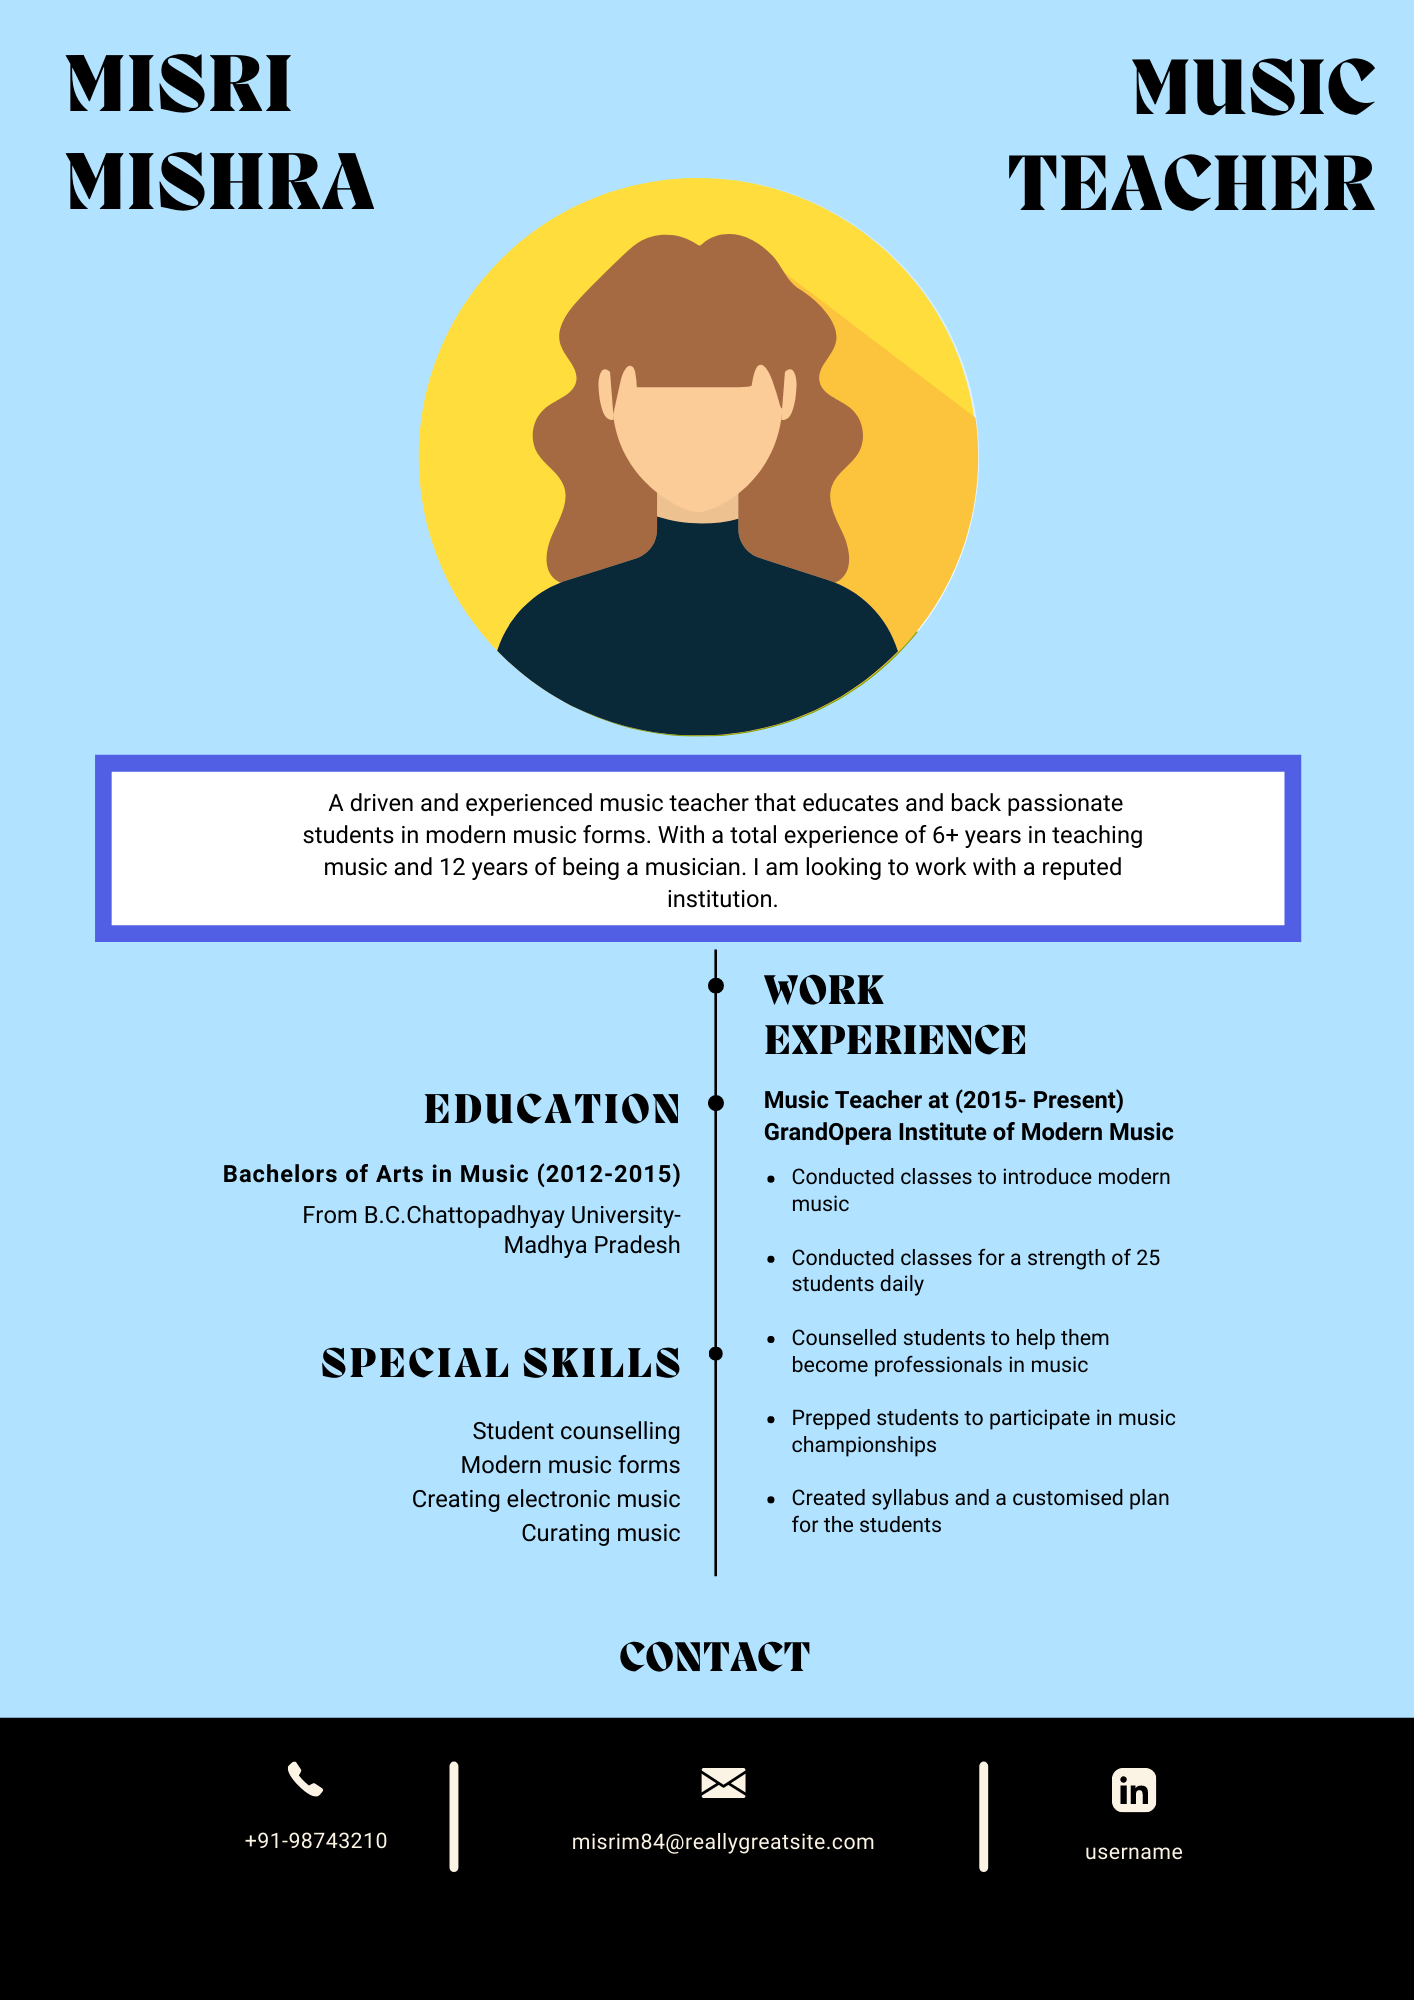 MISRI
MISHRA
MUSIC
TEACHER
A driven and experienced music teacher that educates and back passionate
students in modern music forms. With a total experience of 6+ years in teaching
music and 12 years of being a musician. I am looking to work with a reputed
institution.
EDUCATION
Bachelors of Arts in Music (2012-2015)
From B.C.Chattopadhyay University-
Madhya Pradesh
SPECIAL SKILLS
Student counselling
Modern music forms
Creating electronic music
Curating music
WORK
EXPERIENCE
Music Teacher at (2015- Present)
GrandOpera Institute of Modern Music
• Conducted classes to introduce modern
music
• Conducted classes for a strength of 25
students daily
• Counselled students to help them
become professionals in music
• Prepped students to participate in music
championships
• Created syllabus and a customised plan
for the students
CONTACT
+91-98743210
misrim84@reallygreatsite.com
in
username